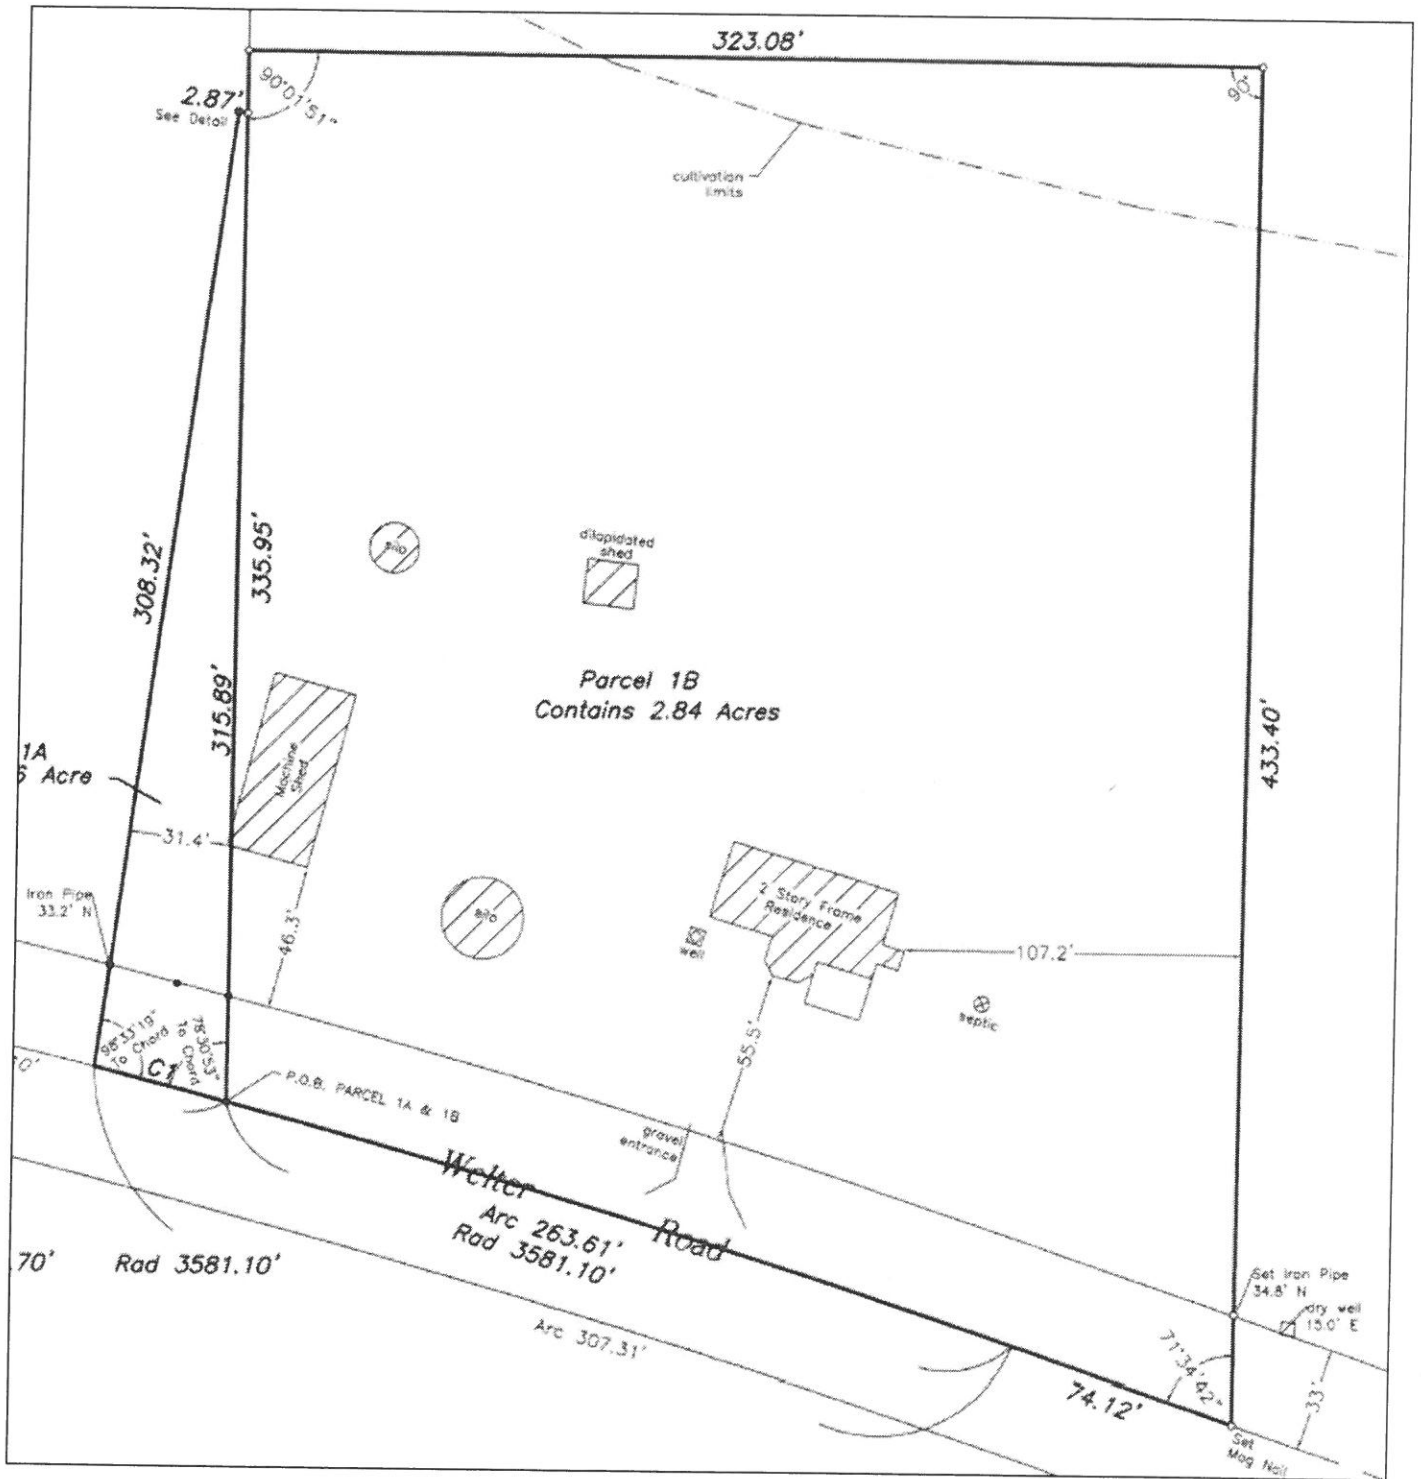 323.08'
2.87'
See Detail
90°01'51"
90°
cultivation
limits
308.32'
335.95'
315.89'
silo
dilapidated
shed
Parcel 1B
Contains 2.84 Acres
433.40'
Machine
Shed
1A
Acre
31.4'
46.3'
Iron Pipe
33.2' N
silo
2 Story Frame
Residence
well
107.2'
septic
55.5'
98°33'19"
To Chord
78°30'53"
To Chord
C1
0'
P.O.B. PARCEL 1A & 1B
gravel
entrance
Welter Road
Arc 263.61'
Rad 3581.10'
.70'
Rad 3581.10'
Arc 307.31'
Set Iron Pipe
34.8' N
dry well
15.0' E
71°34'42"
74.12'
33'
Set
Mag Nail